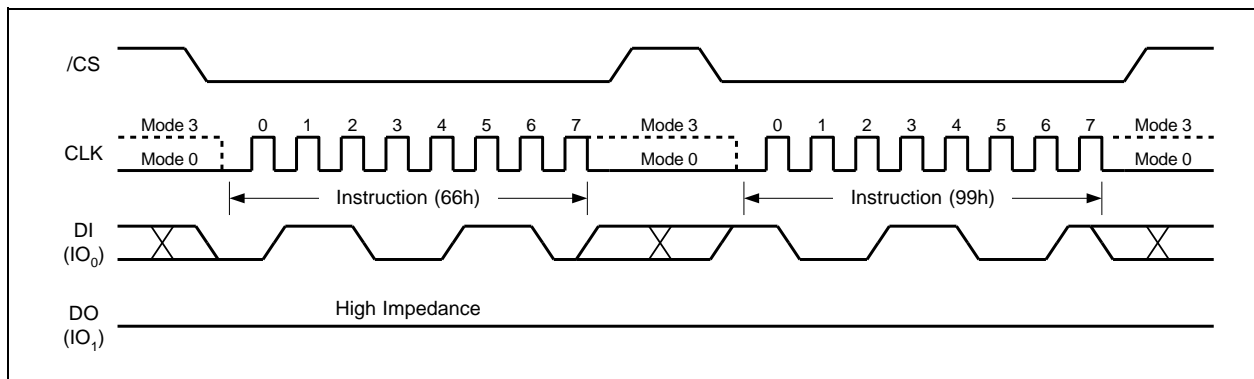 /CS
Mode 3 0 1 2 3 4 5 6 7 Mode 3 0 1 2 3 4 5 6 7 Mode 3
CLK Mode 0 Mode 0 Mode 0
Instruction (66h) Instruction (99h)
DI
(IO₀)
High Impedance
DO
(IO₁)